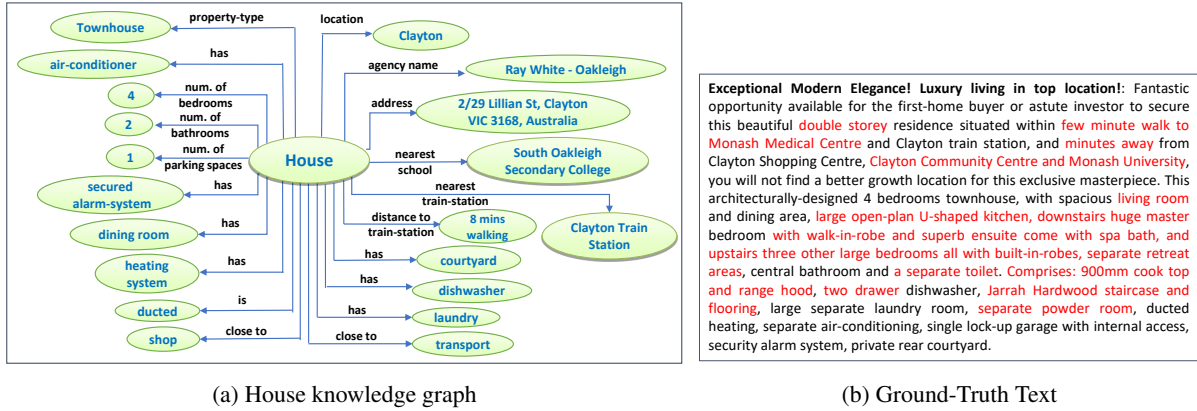 property-type
Townhouse
has
air-conditioner
num. of
bedrooms
4
num. of
bathrooms
2
num. of
parking spaces
1
has
secured
alarm-system
has
dining room
has
heating
system
is
ducted
close to
shop
House
location
Clayton
agency name
Ray White - Oakleigh
address
2/29 Lillian St, Clayton
VIC 3168, Australia
nearest
school
South Oakleigh
Secondary College
nearest
train-station
Clayton Train
Station
distance to
train-station
8 mins
walking
has
courtyard
has
dishwasher
has
laundry
close to
transport
(a) House knowledge graph
Exceptional Modern Elegance! Luxury living in top location!: Fantastic
opportunity available for the first-home buyer or astute investor to secure
this beautiful double storey residence situated within few minute walk to
Monash Medical Centre and Clayton train station, and minutes away from
Clayton Shopping Centre, Clayton Community Centre and Monash University,
you will not find a better growth location for this exclusive masterpiece. This
architecturally-designed 4 bedrooms townhouse, with spacious living room
and dining area, large open-plan U-shaped kitchen, downstairs huge master
bedroom with walk-in-robe and superb ensuite come with spa bath, and
upstairs three other large bedrooms all with built-in-robes, separate retreat
areas, central bathroom and a separate toilet. Comprises: 900mm cook top
and range hood, two drawer dishwasher, Jarrah Hardwood staircase and
flooring, large separate laundry room, separate powder room, ducted
heating, separate air-conditioning, single lock-up garage with internal access,
security alarm system, private rear courtyard.
(b) Ground-Truth Text